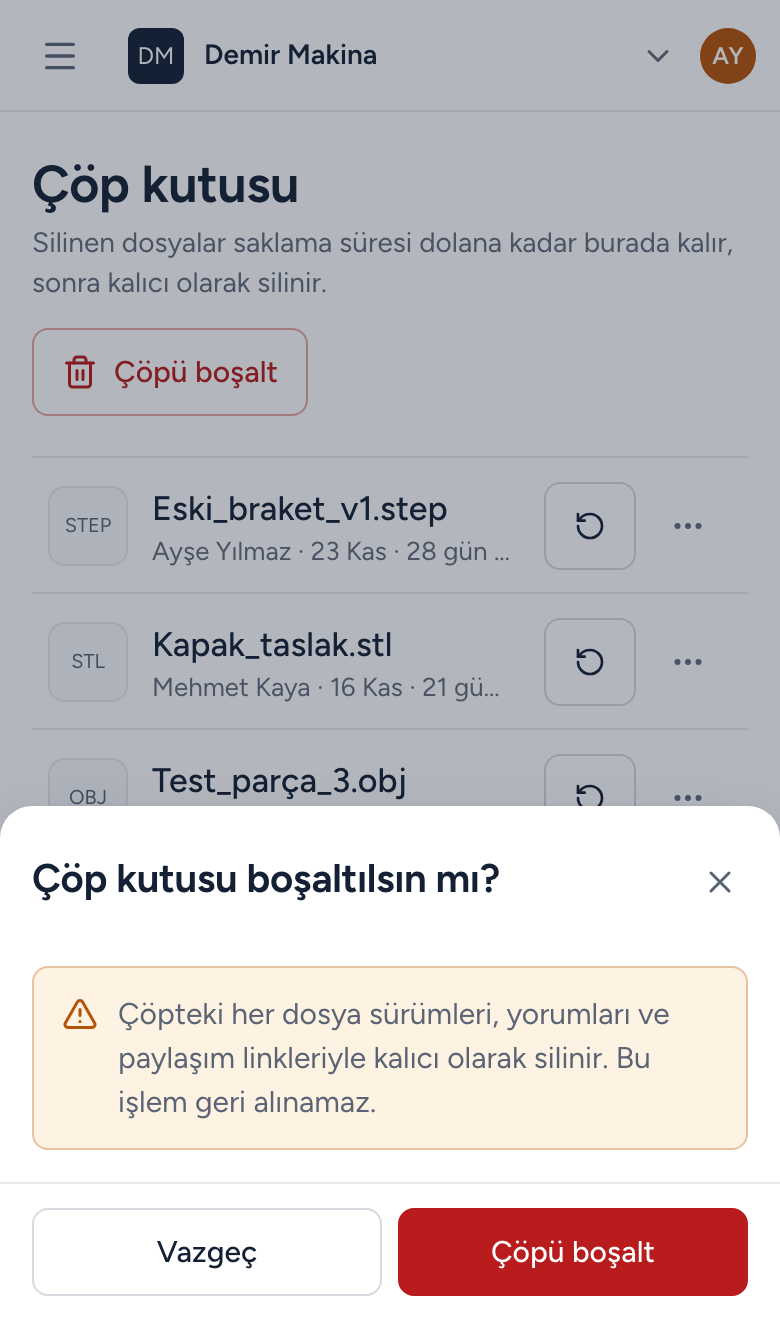 DM
Demir Makina
AY
Çöp kutusu
Silinen dosyalar saklama süresi dolana kadar burada kalır,
sonra kalıcı olarak silinir.
Çöpü boşalt
STEP
Eski_braket_v1.step
Ayşe Yılmaz · 23 Kas · 28 gün ...
STL
Kapak_taslak.stl
Mehmet Kaya · 16 Kas · 21 gü...
OBJ
Test_parça_3.obj
Çöp kutusu boşaltılsın mı?
Çöpteki her dosya sürümleri, yorumları ve
paylaşım linkleriyle kalıcı olarak silinir. Bu
işlem geri alınamaz.
Vazgeç
Çöpü boşalt